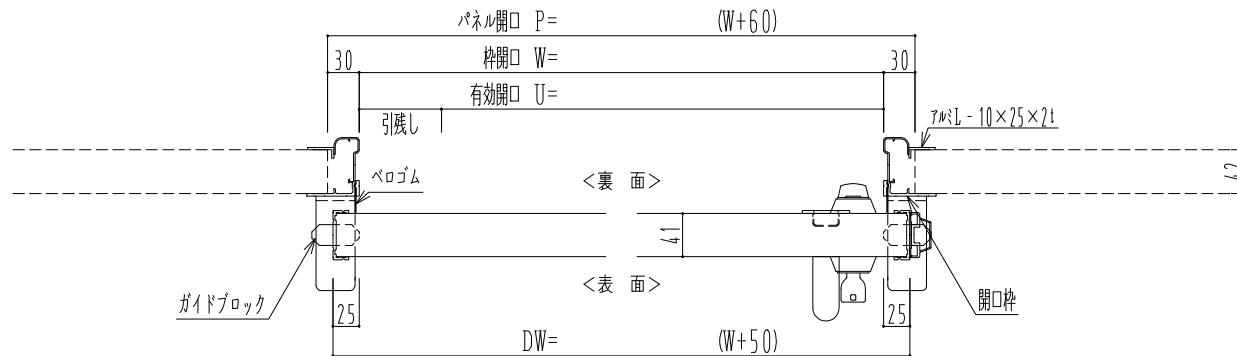 パネル開口 P= (W+60)
30 枠開口 W= 30
有効開口 U=
引残し
アルミL - 10×25×2t
ベロゴム
<裏 面>
42
41
<表 面>
ガイドブロック
開口枠
25 25
DW= (W+50)